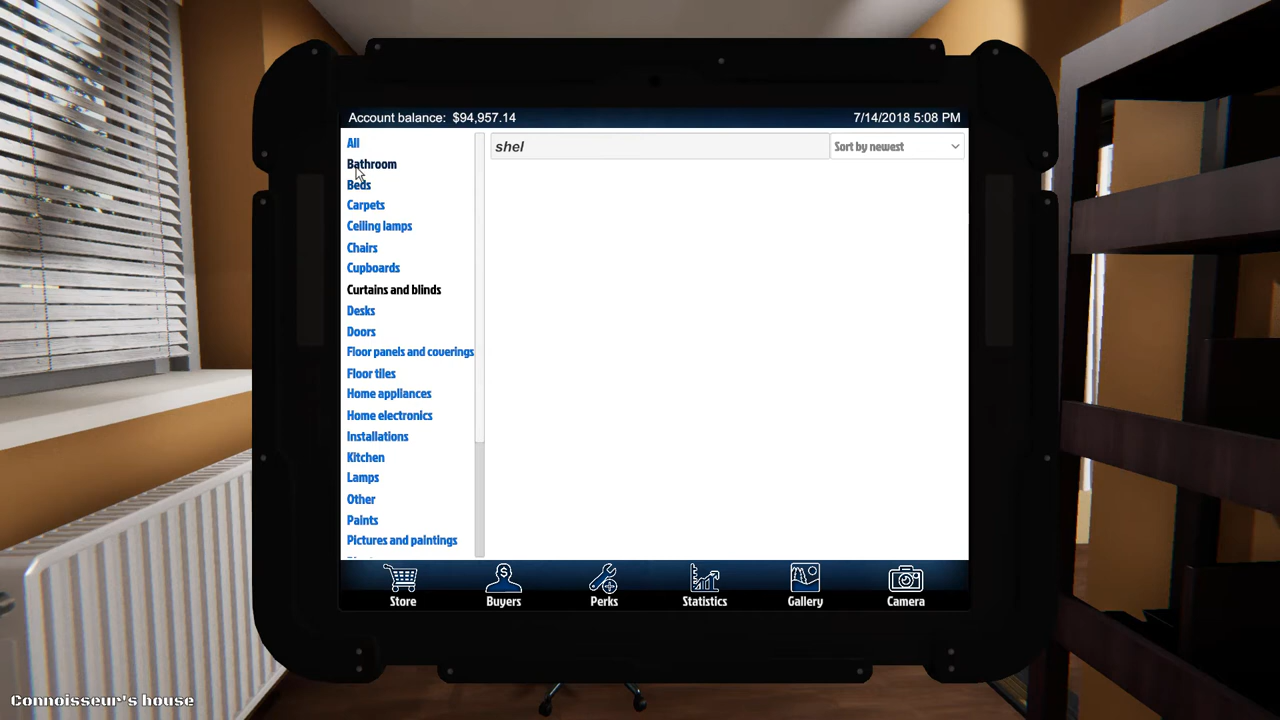 Account balance: $94,957.14
7/14/2018 5:08 PM
All
Bathroom
Beds
Carpets
Ceiling lamps
Chairs
Cupboards
Curtains and blinds
Desks
Doors
Floor panels and coverings
Floor tiles
Home appliances
Home electronics
Installations
Kitchen
Lamps
Other
Paints
Pictures and paintings
shel
Sort by newest
Store
Buyers
Perks
Statistics
Gallery
Camera
Connoisseur's house